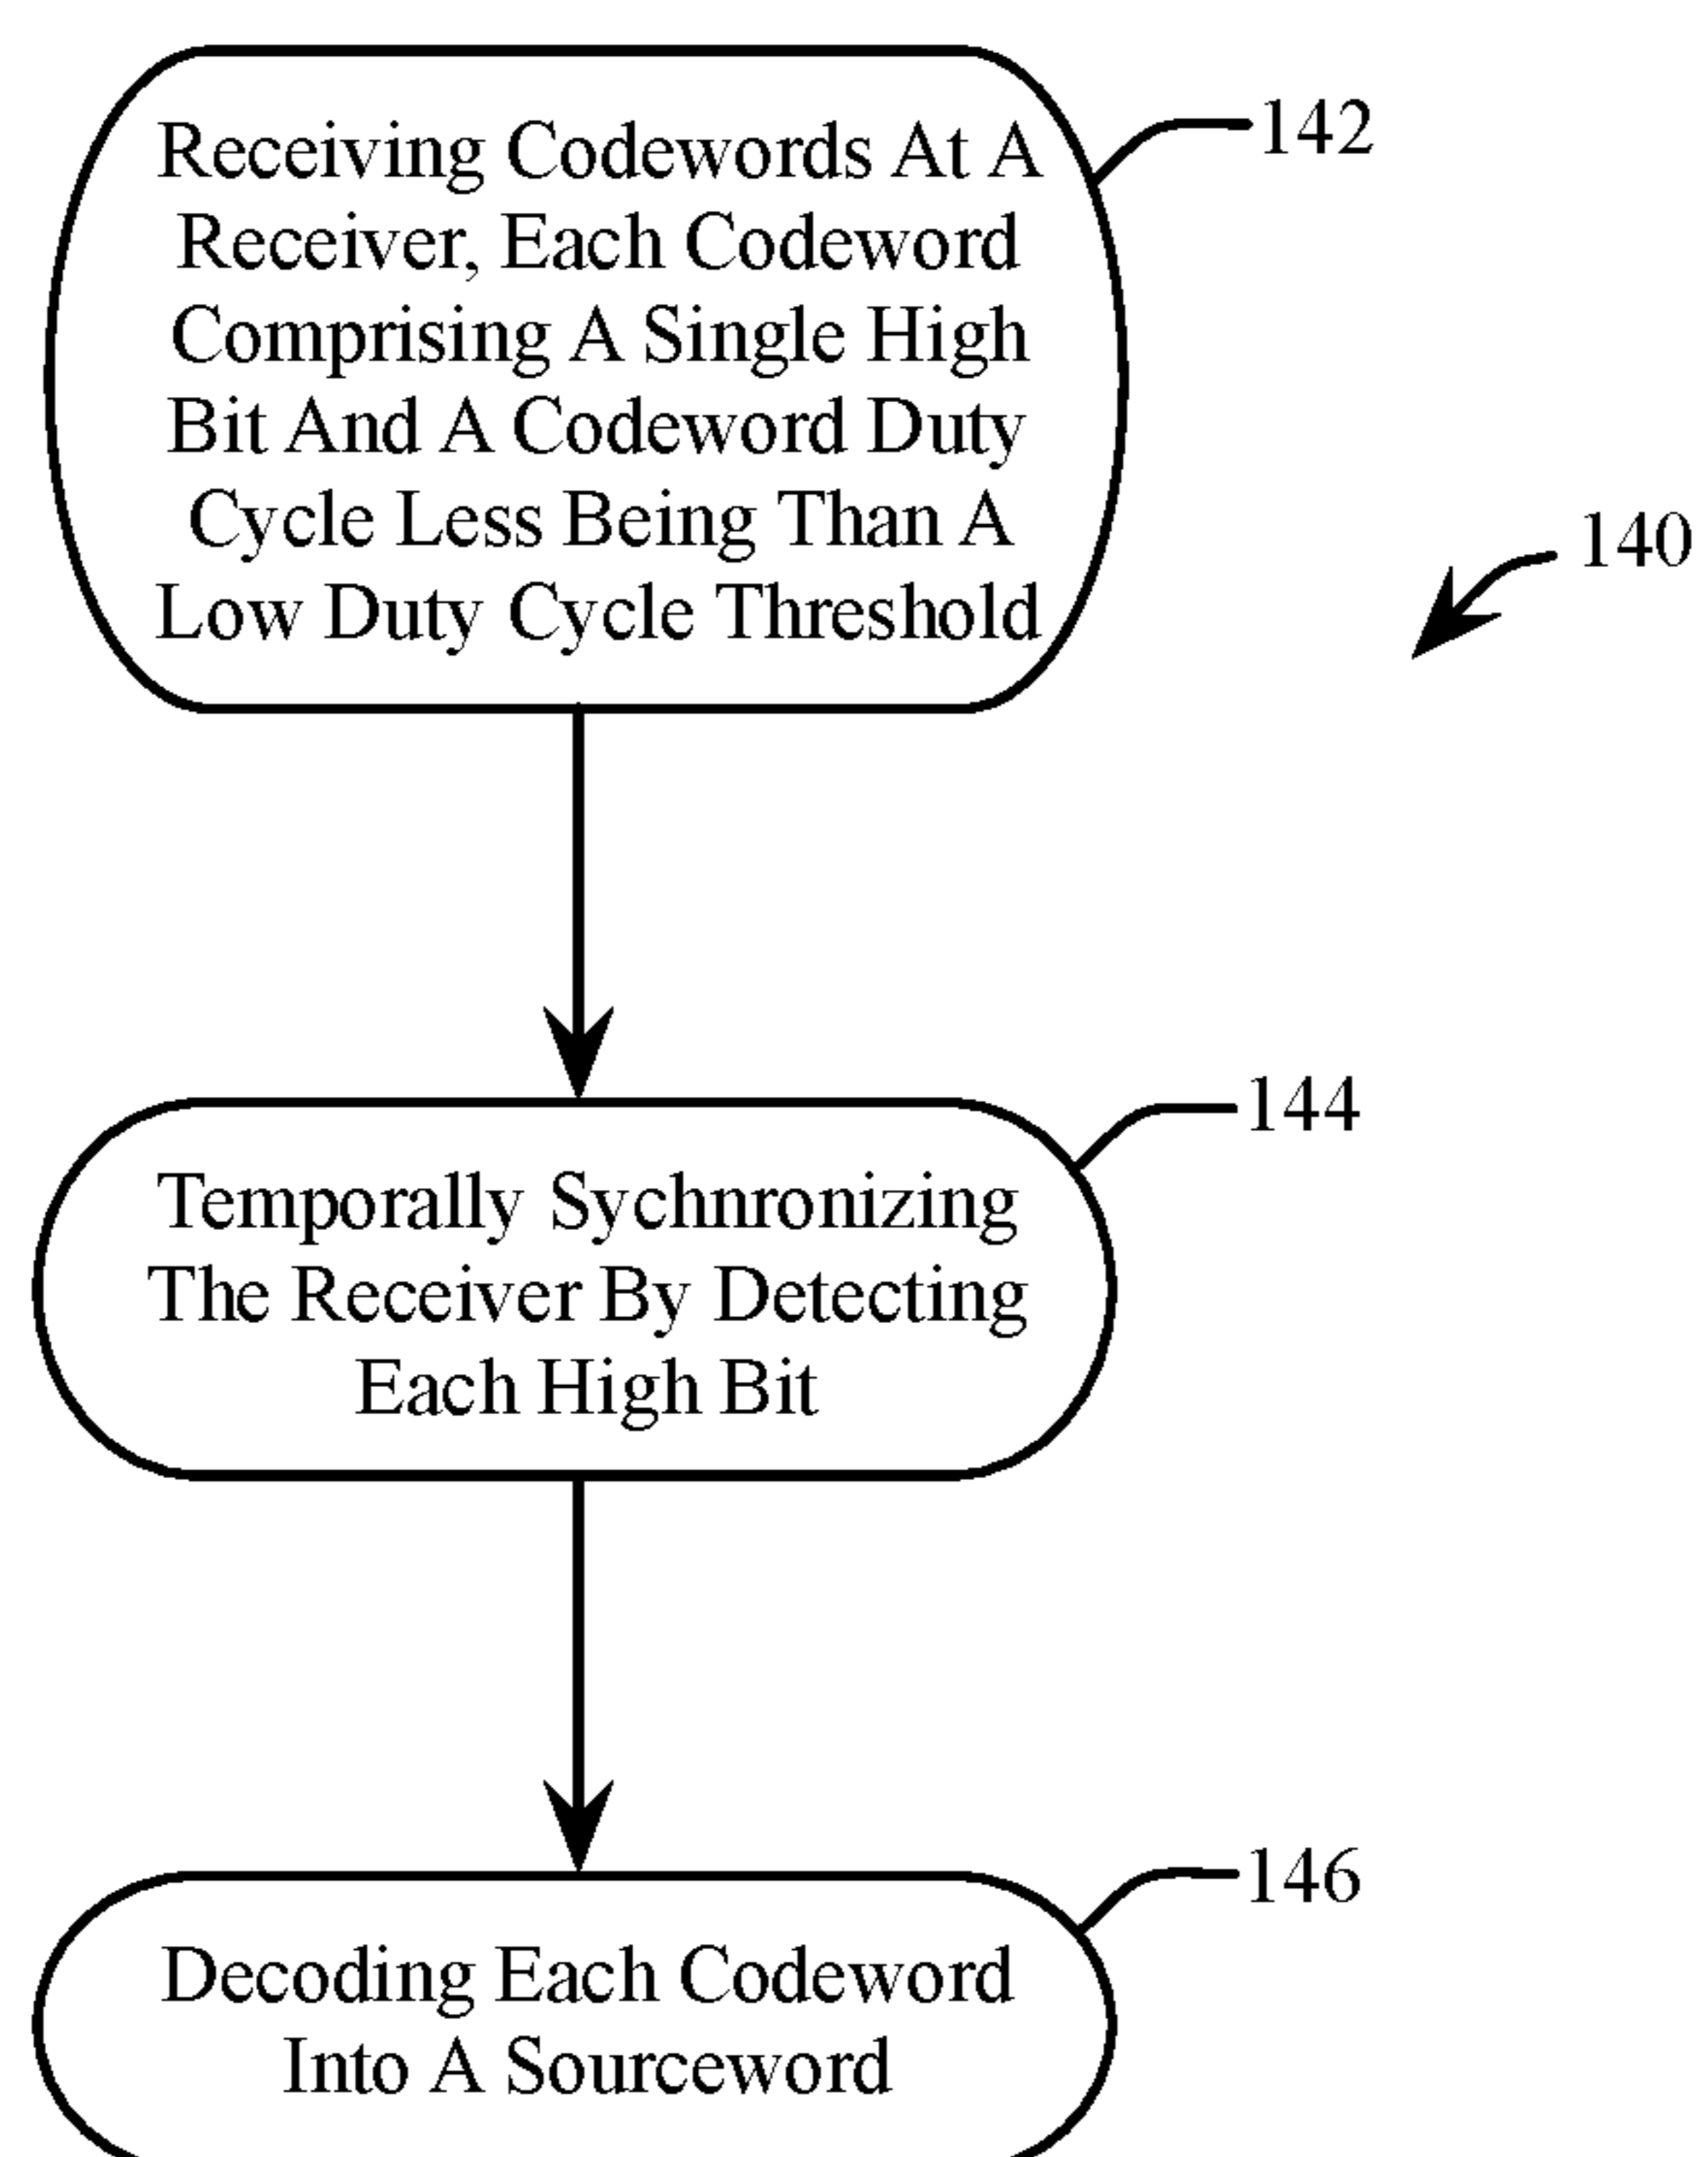 Receiving Codewords At A
Receiver, Each Codeword
Comprising A Single High
Bit And A Codeword Duty
Cycle Less Being Than A
Low Duty Cycle Threshold
142
140
Temporally Sychnronizing
The Receiver By Detecting
Each High Bit
144
Decoding Each Codeword
Into A Sourceword
146